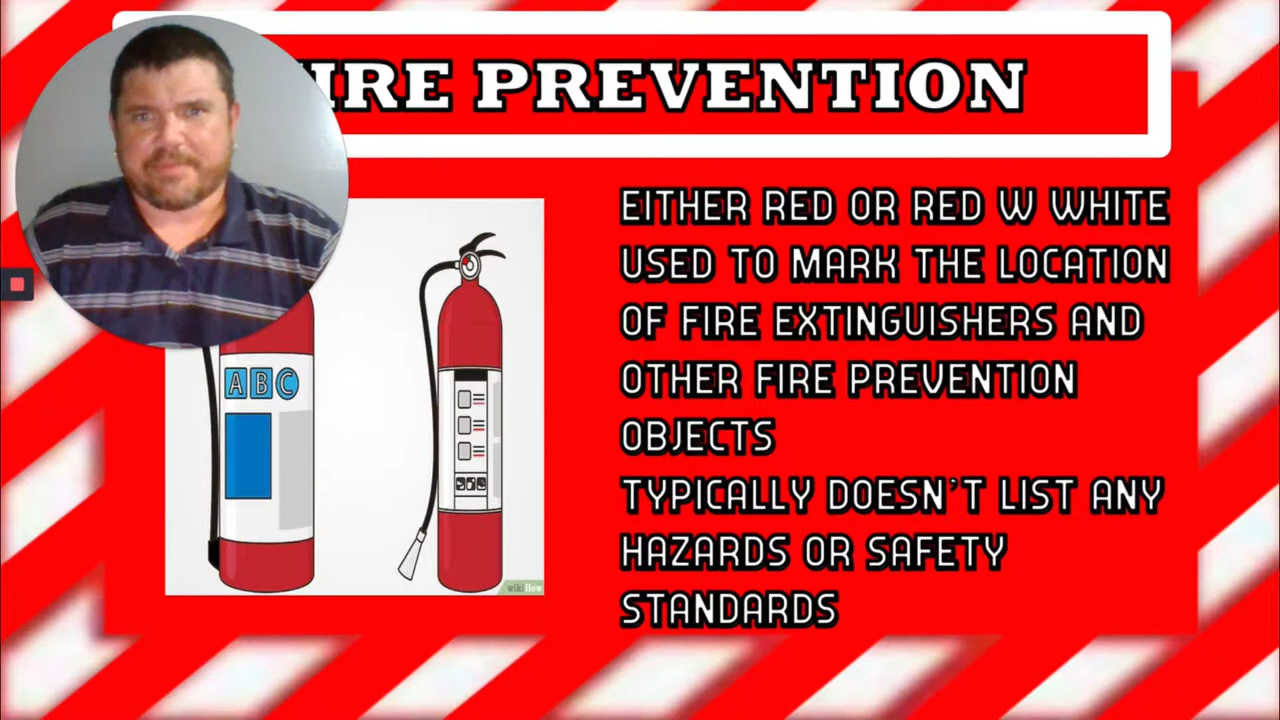 IRE PREVENTION
EITHER RED OR RED W WHITE
USED TO MARK THE LOCATION
OF FIRE EXTINGUISHERS AND
OTHER FIRE PREVENTION
OBJECTS
TYPICALLY DOESN'T LIST ANY
HAZARDS OR SAFETY
STANDARDS
A B C
wikiHow